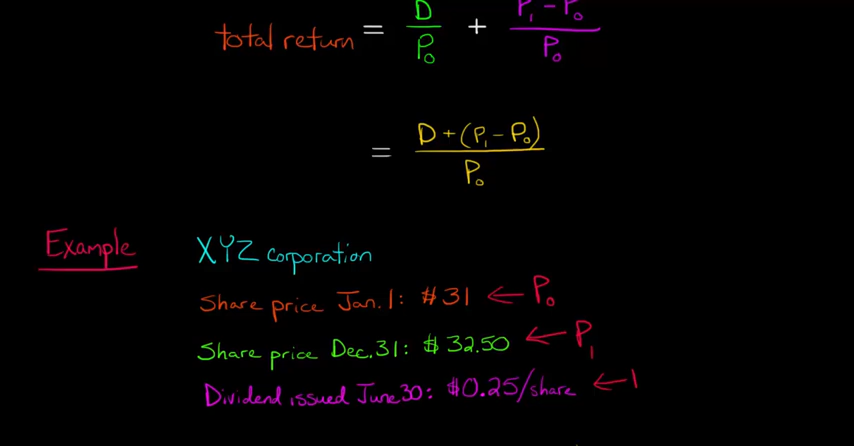 total return = D/P₀ + P₁ - P₀/P₀
= D + (P₁ - P₀)/P₀
Example
XYZ corporation
Share price Jan. 1: $31 ← P₀
Share price Dec. 31: $32.50 ← P₁
Dividend issued June 30: $0.25/share ←